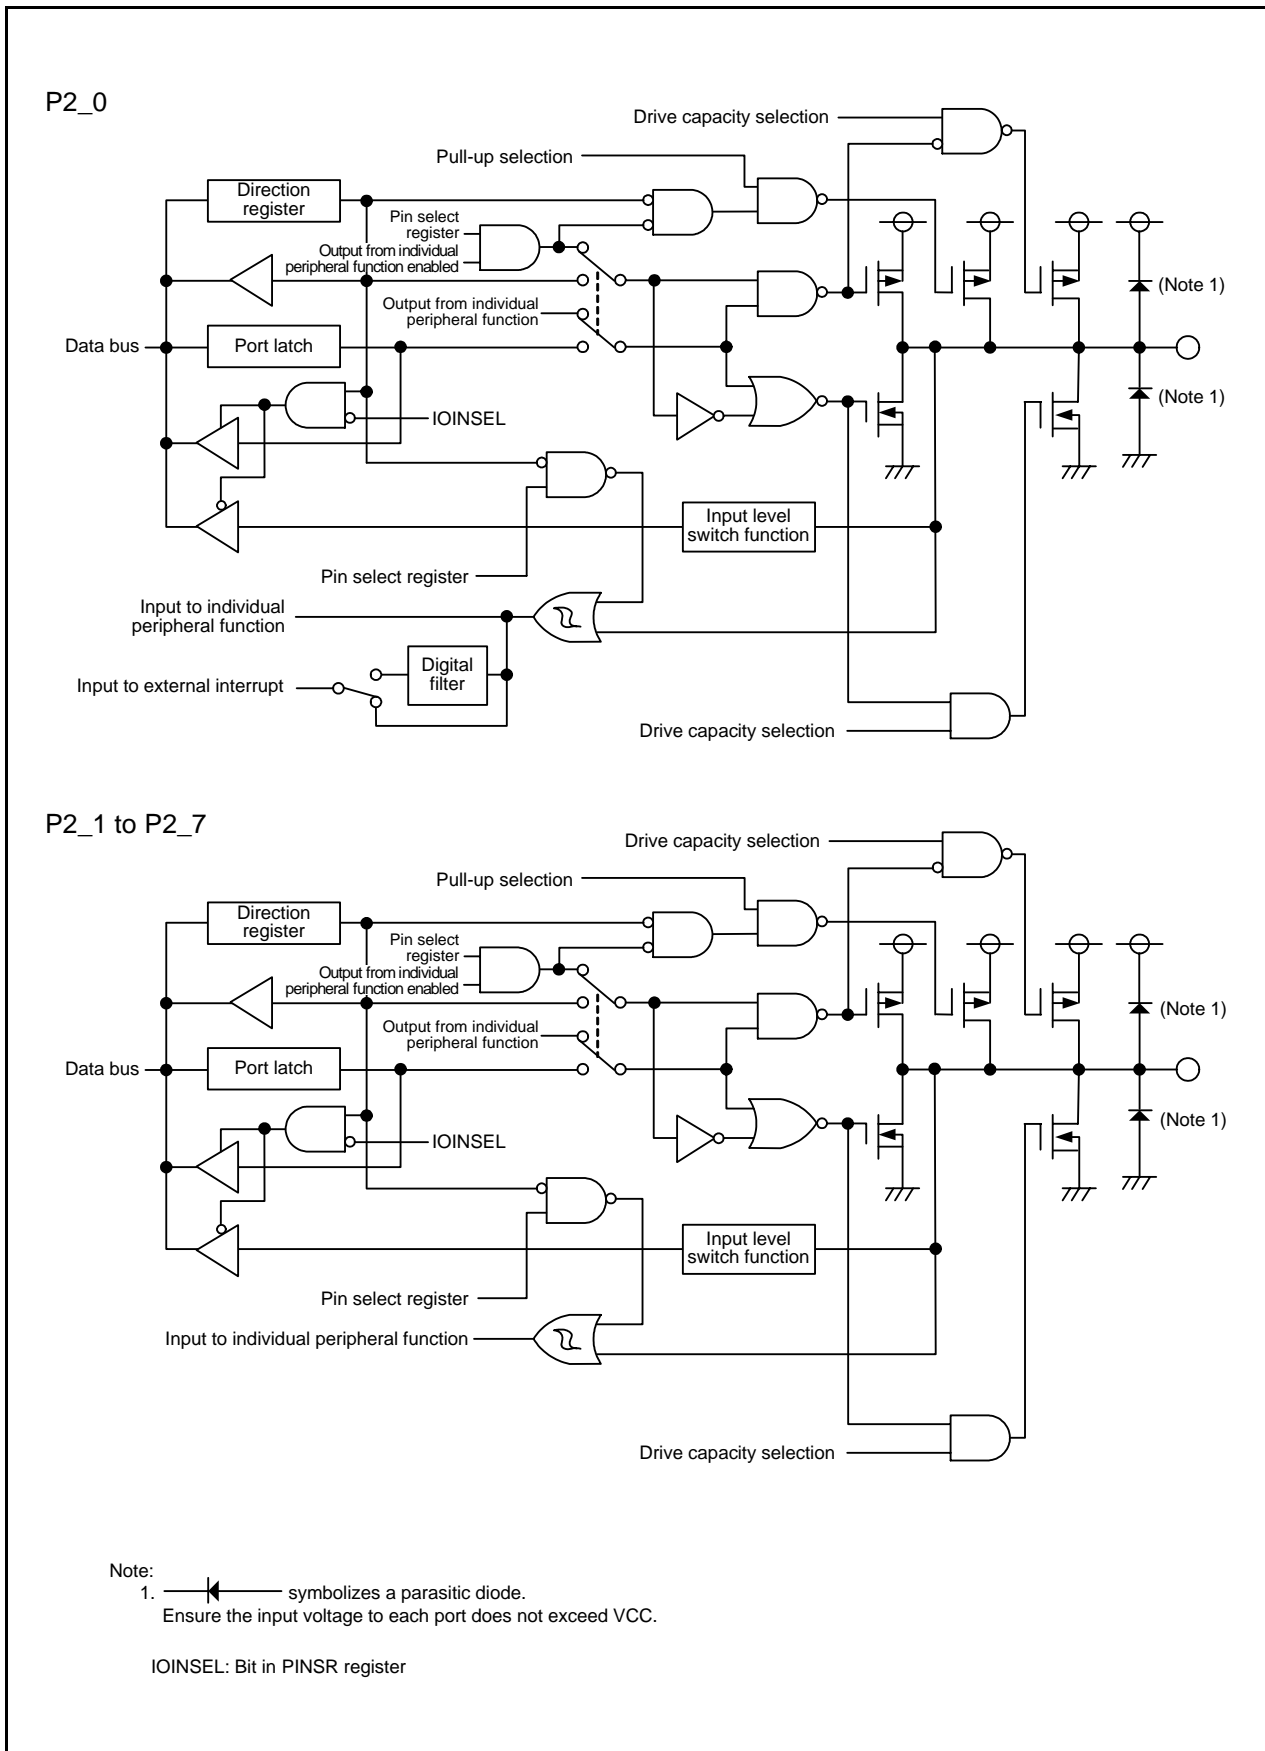 P2_0
Drive capacity selection
Pull-up selection
Direction
register
Pin select
register
Output from individual
peripheral function enabled
(Note 1)
Output from individual
peripheral function
Data bus
Port latch
(Note 1)
IOINSEL
Input level
switch function
Pin select register
Input to individual
peripheral function
Digital
filter
Input to external interrupt
Drive capacity selection
P2_1 to P2_7
Drive capacity selection
Pull-up selection
Direction
register
Pin select
register
Output from individual
peripheral function enabled
(Note 1)
Output from individual
peripheral function
Data bus
Port latch
(Note 1)
IOINSEL
Input level
switch function
Pin select register
Input to individual peripheral function
Drive capacity selection
Note:
1. symbolizes a parasitic diode.
Ensure the input voltage to each port does not exceed VCC.
IOINSEL: Bit in PINSR register